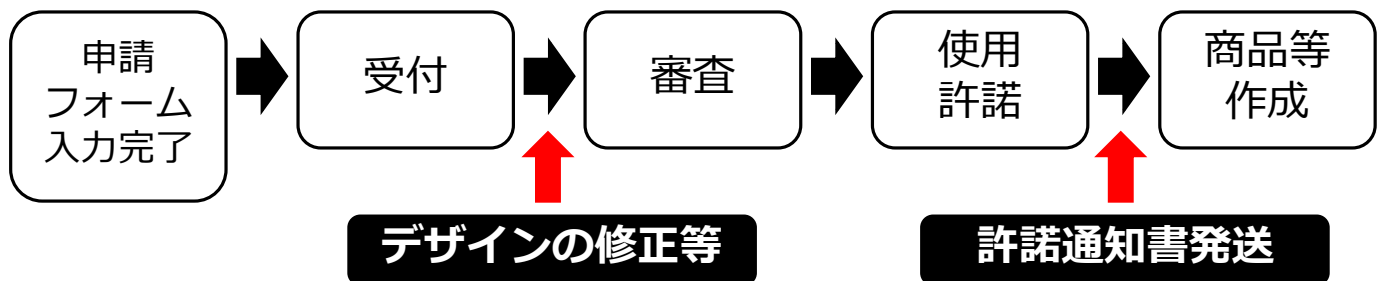 申請
フォーム
入力完了
受付
審査
使用
許諾
商品等
作成
デザインの修正等
許諾通知書発送